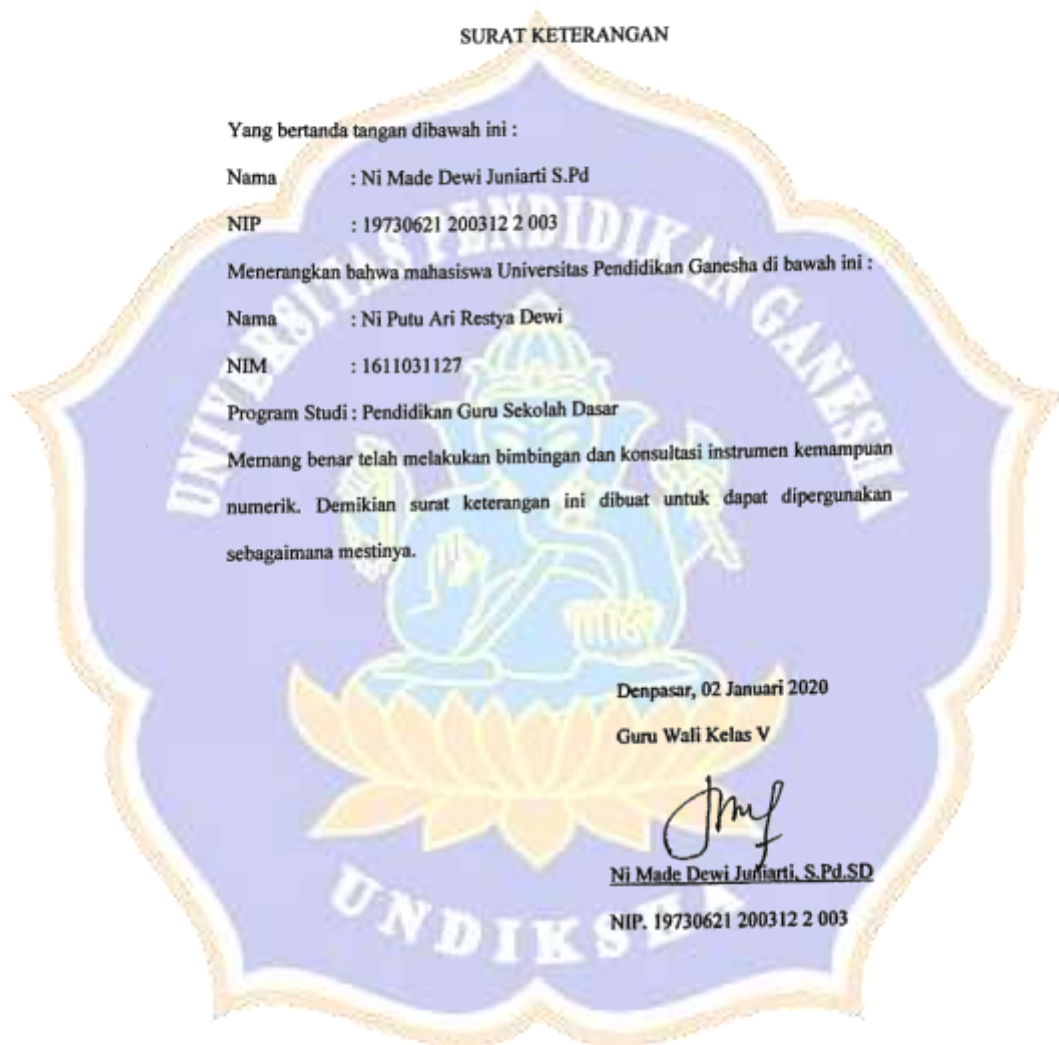 SURAT KETERANGAN
Yang bertanda tangan dibawah ini :
Nama : Ni Made Dewi Juniarti S.Pd
NIP : 19730621 200312 2 003
Menerangkan bahwa mahasiswa Universitas Pendidikan Ganesha di bawah ini :
Nama : Ni Putu Ari Restya Dewi
NIM : 1611031127
Program Studi : Pendidikan Guru Sekolah Dasar
Memang benar telah melakukan bimbingan dan konsultasi instrumen kemampuan
numerik. Demikian surat keterangan ini dibuat untuk dapat dipergunakan
sebagaimana mestinya.
Denpasar, 02 Januari 2020
Guru Wali Kelas V
Ni Made Dewi Juniarti, S.Pd.SD
NIP. 19730621 200312 2 003
UNIVERSITAS PENDIDIKAN GANESHA
UNDIKSHA